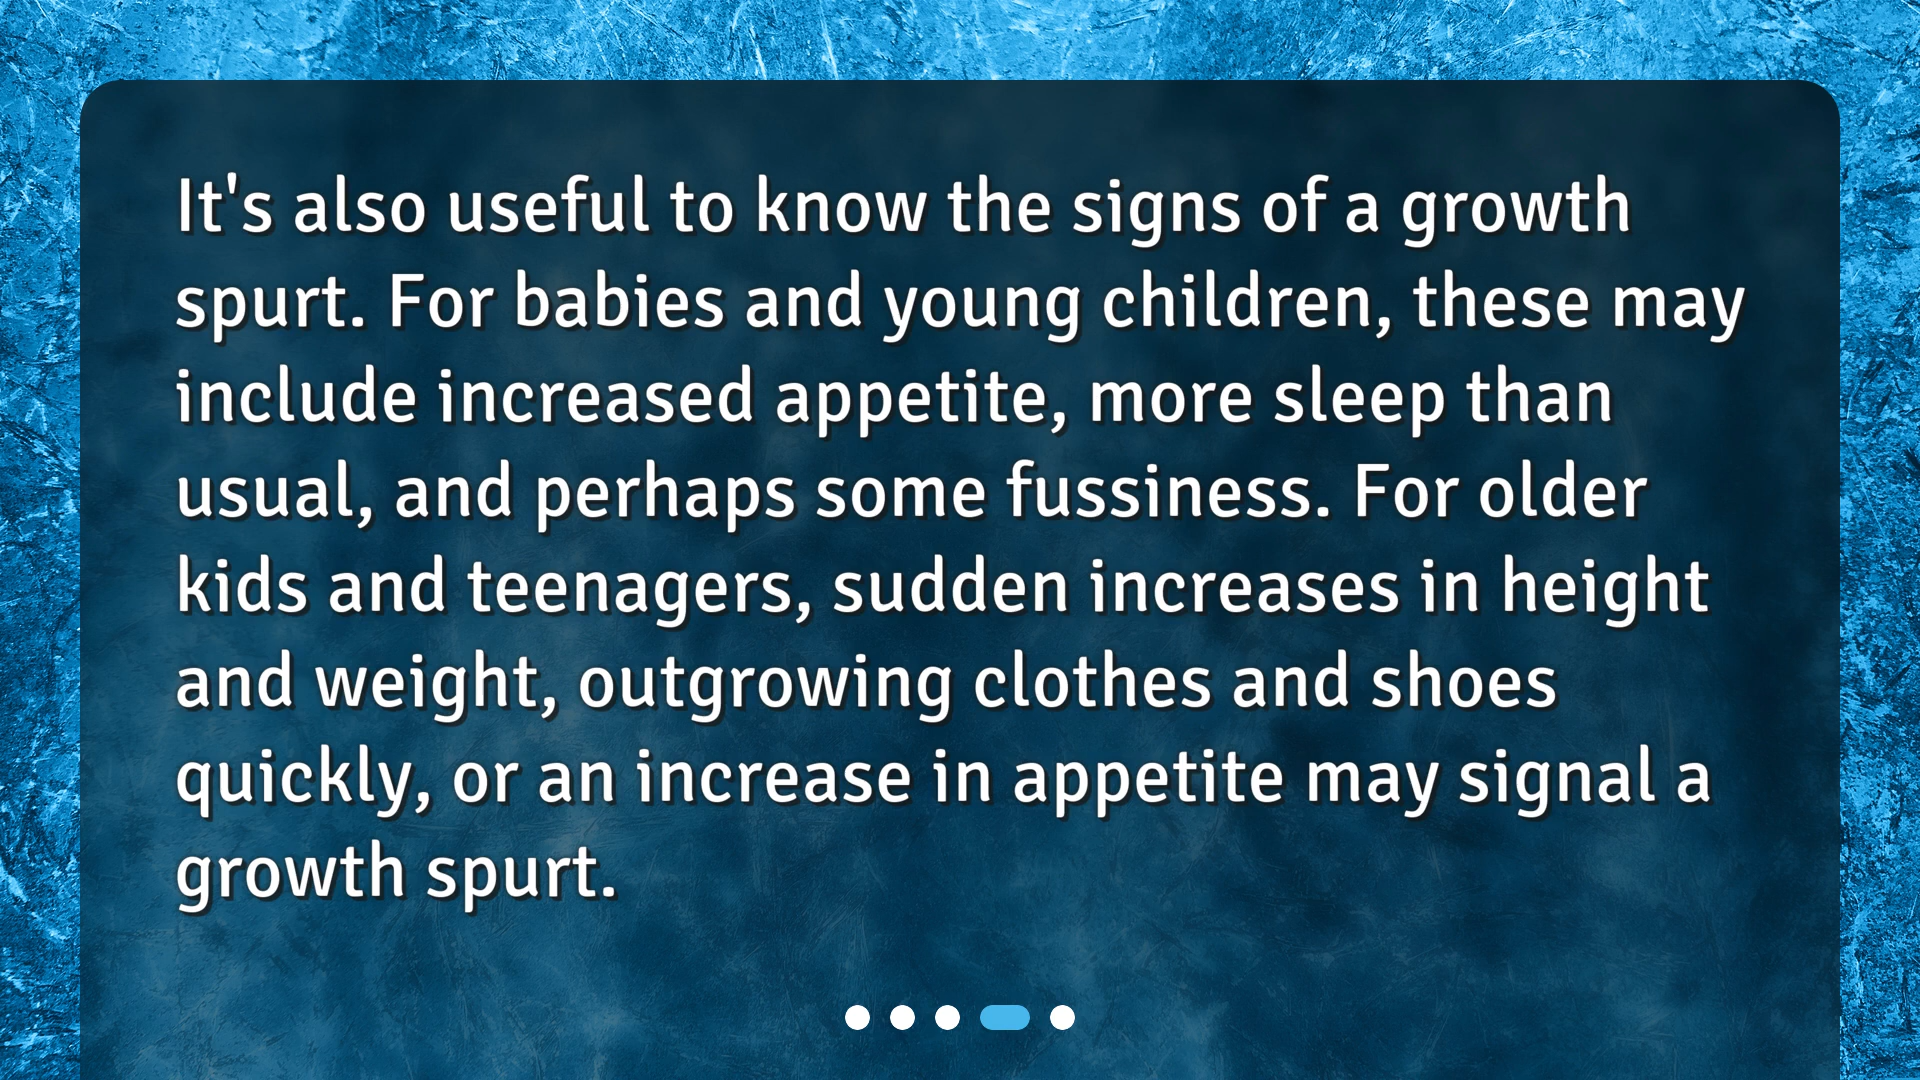 It's also useful to know the signs of a growth
spurt. For babies and young children, these may
include increased appetite, more sleep than
usual, and perhaps some fussiness. For older
kids and teenagers, sudden increases in height
and weight, outgrowing clothes and shoes
quickly, or an increase in appetite may signal a
growth spurt.